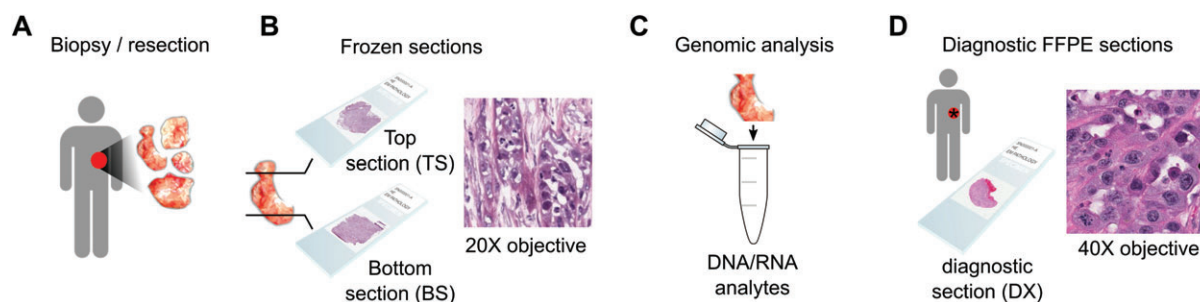 A
Biopsy / resection
B
Frozen sections
Top
section (TS)
Bottom
section (BS)
20X objective
C
Genomic analysis
DNA/RNA
analytes
D
Diagnostic FFPE sections
diagnostic
section (DX)
40X objective